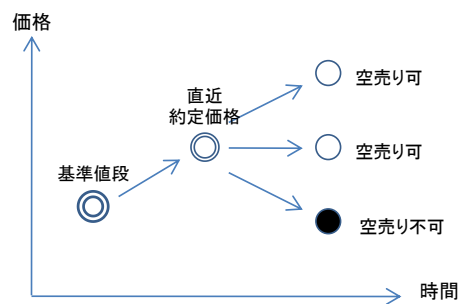 価格
直近
約定価格
基準値段
空売り可
空売り可
空売り不可
時間